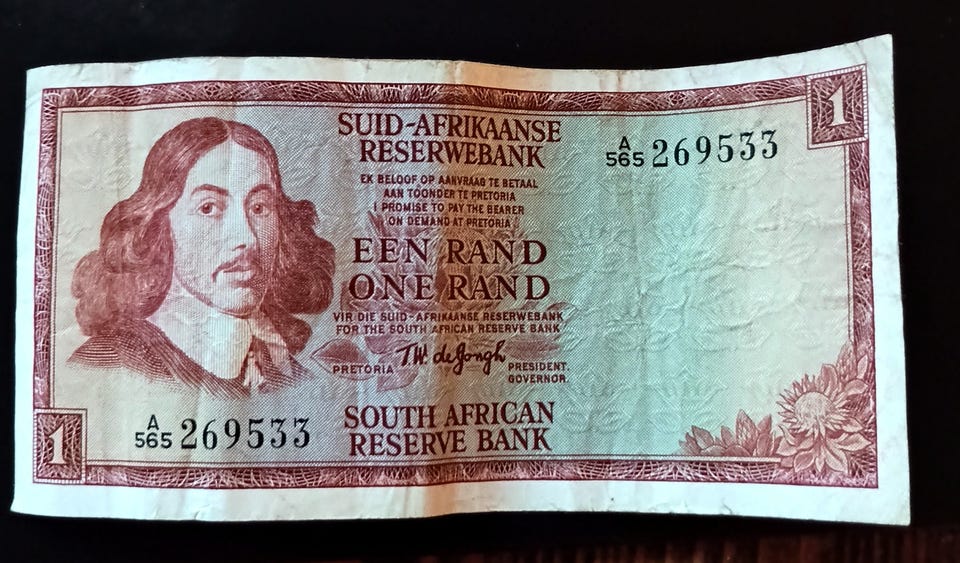 1
SUID-AFRIKAANSE
RESERWEBANK
A
565 269533
EK BELOOF OP AANVRAAG TE BETAAL
AAN TOONDER TE PRETORIA
I PROMISE TO PAY THE BEARER
ON DEMAND AT PRETORIA
EEN RAND
ONE RAND
VIR DIE SUID-AFRIKAANSE RESERWEBANK
FOR THE SOUTH AFRICAN RESERVE BANK
T.W. de Jongh
PRETORIA PRESIDENT.
GOVERNOR.
A
565 269533
SOUTH AFRICAN
RESERVE BANK
1